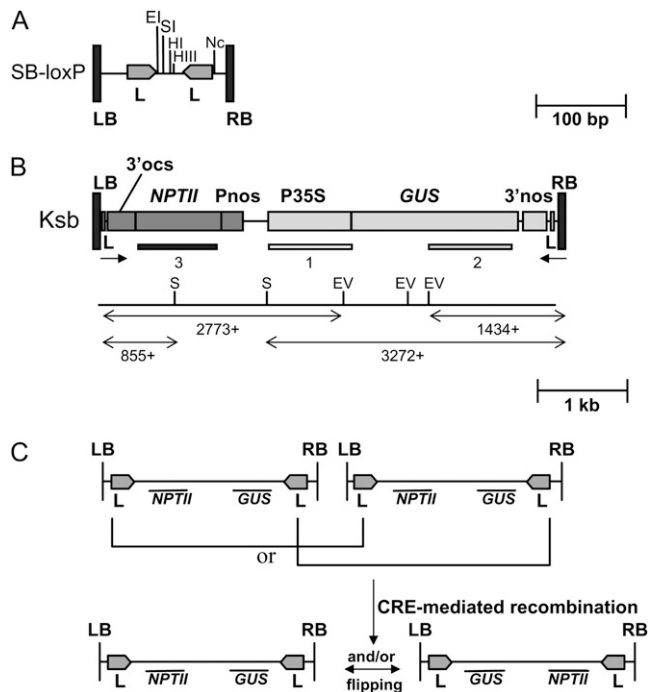 A
EI
SI
HI
HIII
Nc
SB-loxP
L L
LB RB
100 bp
B
3'ocs
LB NPTII Pnos P35S GUS 3'nos RB
Ksb
L L
3 1 2
S S EV EV EV
2773+ 1434+
855+ 3272+
1 kb
C
LB RB LB RB
L NPTII GUS L L NPTII GUS L
or
CRE-mediated recombination
LB RB and/or LB RB
flipping
L NPTII GUS L L GUS NPTII L